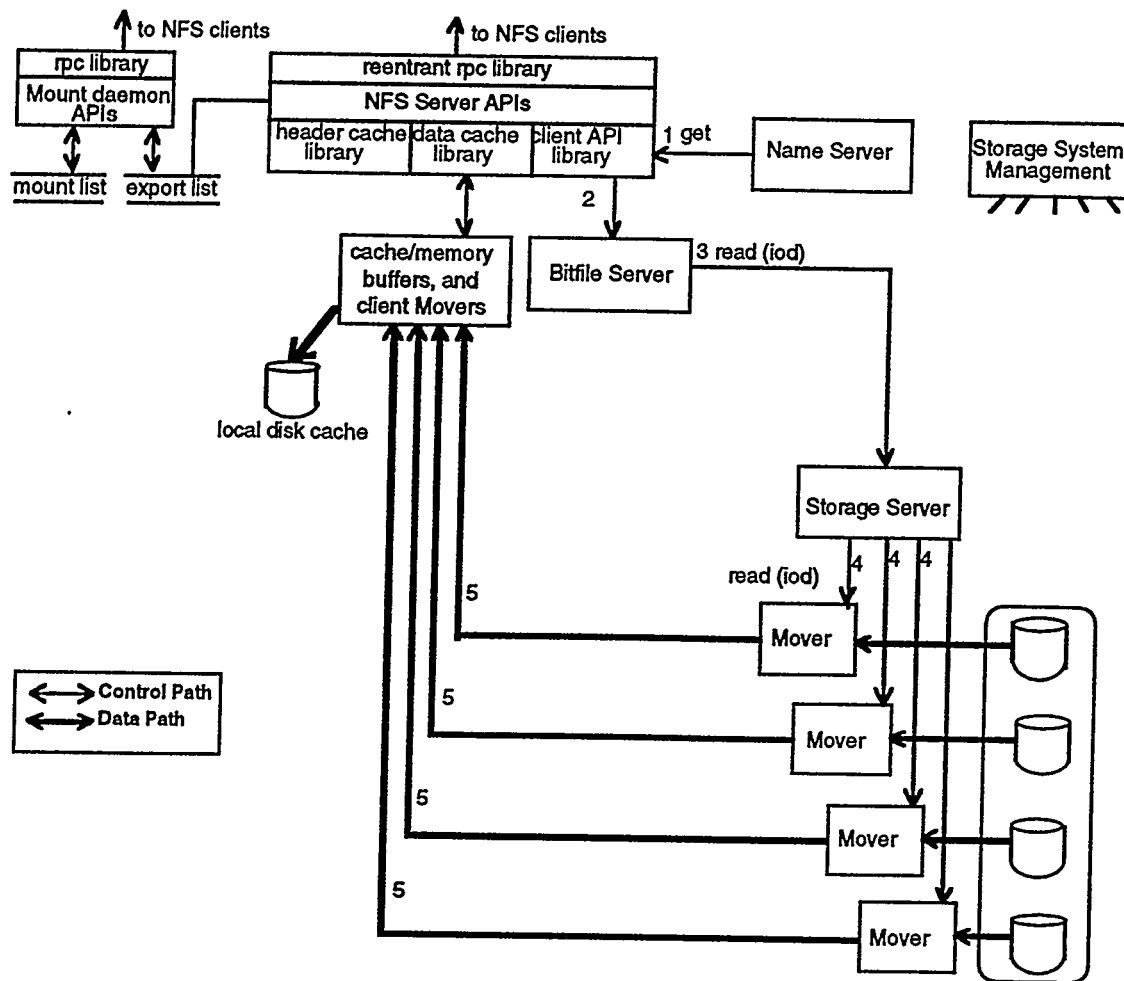 to NFS clients
rpc library
Mount daemon
APIs
mount list
export list
to NFS clients
reentrant rpc library
NFS Server APIs
header cache
library
data cache
library
client API
library
1 get
Name Server
Storage System
Management
2
cache/memory
buffers, and
client Movers
Bitfile Server
3 read (iod)
local disk cache
Storage Server
4
4
4
read (iod)
5
Mover
5
Mover
5
Mover
5
Mover
Control Path
Data Path